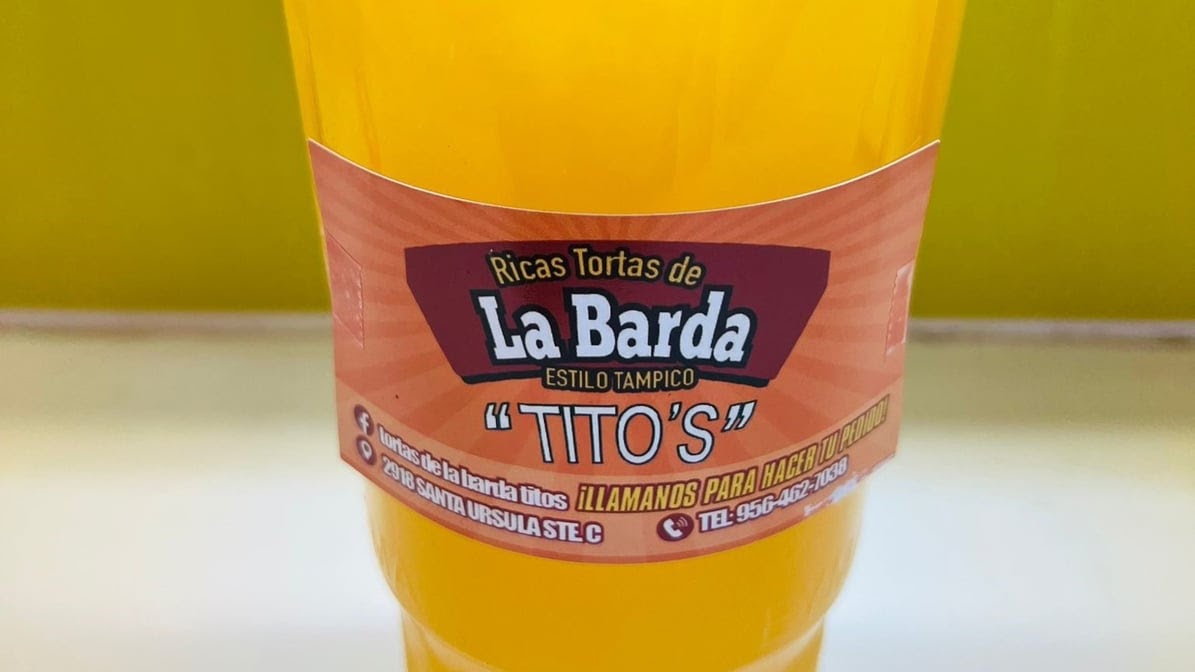 Ricas Tortas de
La Barda
ESTILO TAMPICO
"TITO'S"
tortas de la barda titos
2918 SANTA URSULA STE. C
¡LLAMANOS PARA HACER TU PEDIDO!
TEL: 956-462-7038